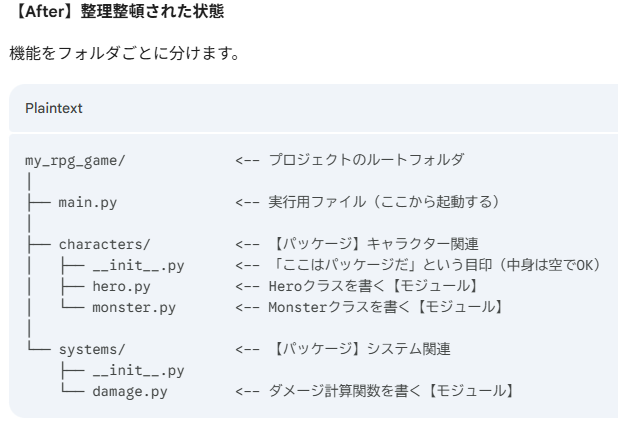 【After】整理整頓された状態
機能をフォルダごとに分けます。
Plaintext
my_rpg_game/             <-- プロジェクトのルートフォルダ
│
├── main.py              <-- 実行用ファイル（ここから起動する）
│
├── characters/          <-- 【パッケージ】キャラクター関連
│   ├── __init__.py      <-- 「ここはパッケージだ」という目印（中身は空でOK）
│   ├── hero.py          <-- Heroクラスを書く【モジュール】
│   └── monster.py       <-- Monsterクラスを書く【モジュール】
│
└── systems/             <-- 【パッケージ】システム関連
    ├── __init__.py
    └── damage.py        <-- ダメージ計算関数を書く【モジュール】